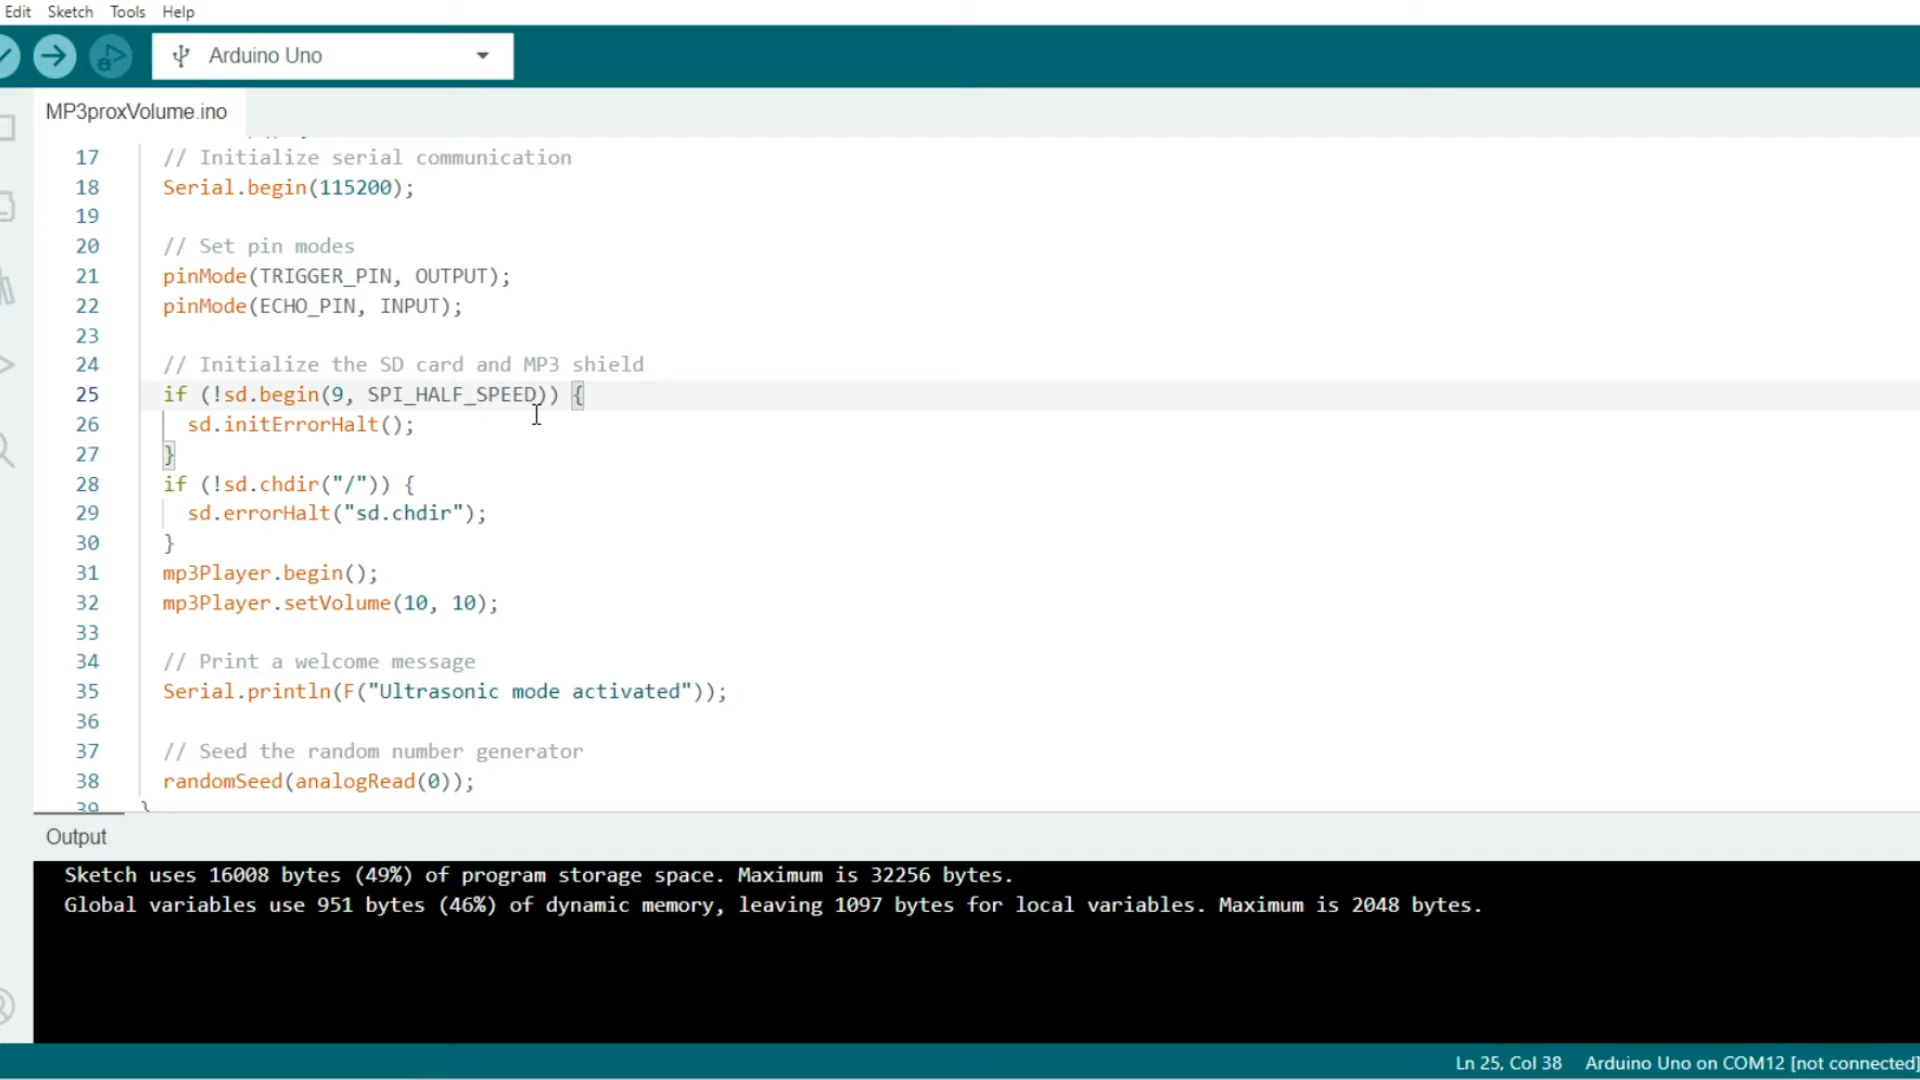 Edit Sketch Tools Help
Arduino Uno
MP3proxVolume.ino
17 // Initialize serial communication
18 Serial.begin(115200);
19
20 // Set pin modes
21 pinMode(TRIGGER_PIN, OUTPUT);
22 pinMode(ECHO_PIN, INPUT);
23
24 // Initialize the SD card and MP3 shield
25 if (!sd.begin(9, SPI_HALF_SPEED)) {
26 sd.initErrorHalt();
27 }
28 if (!sd.chdir("/")) {
29 sd.errorHalt("sd.chdir");
30 }
31 mp3Player.begin();
32 mp3Player.setVolume(10, 10);
33
34 // Print a welcome message
35 Serial.println(F("Ultrasonic mode activated"));
36
37 // Seed the random number generator
38 randomSeed(analogRead(0));
39 }
Output
Sketch uses 16008 bytes (49%) of program storage space. Maximum is 32256 bytes.
Global variables use 951 bytes (46%) of dynamic memory, leaving 1097 bytes for local variables. Maximum is 2048 bytes.
Ln 25, Col 38 Arduino Uno on COM12 [not connected]